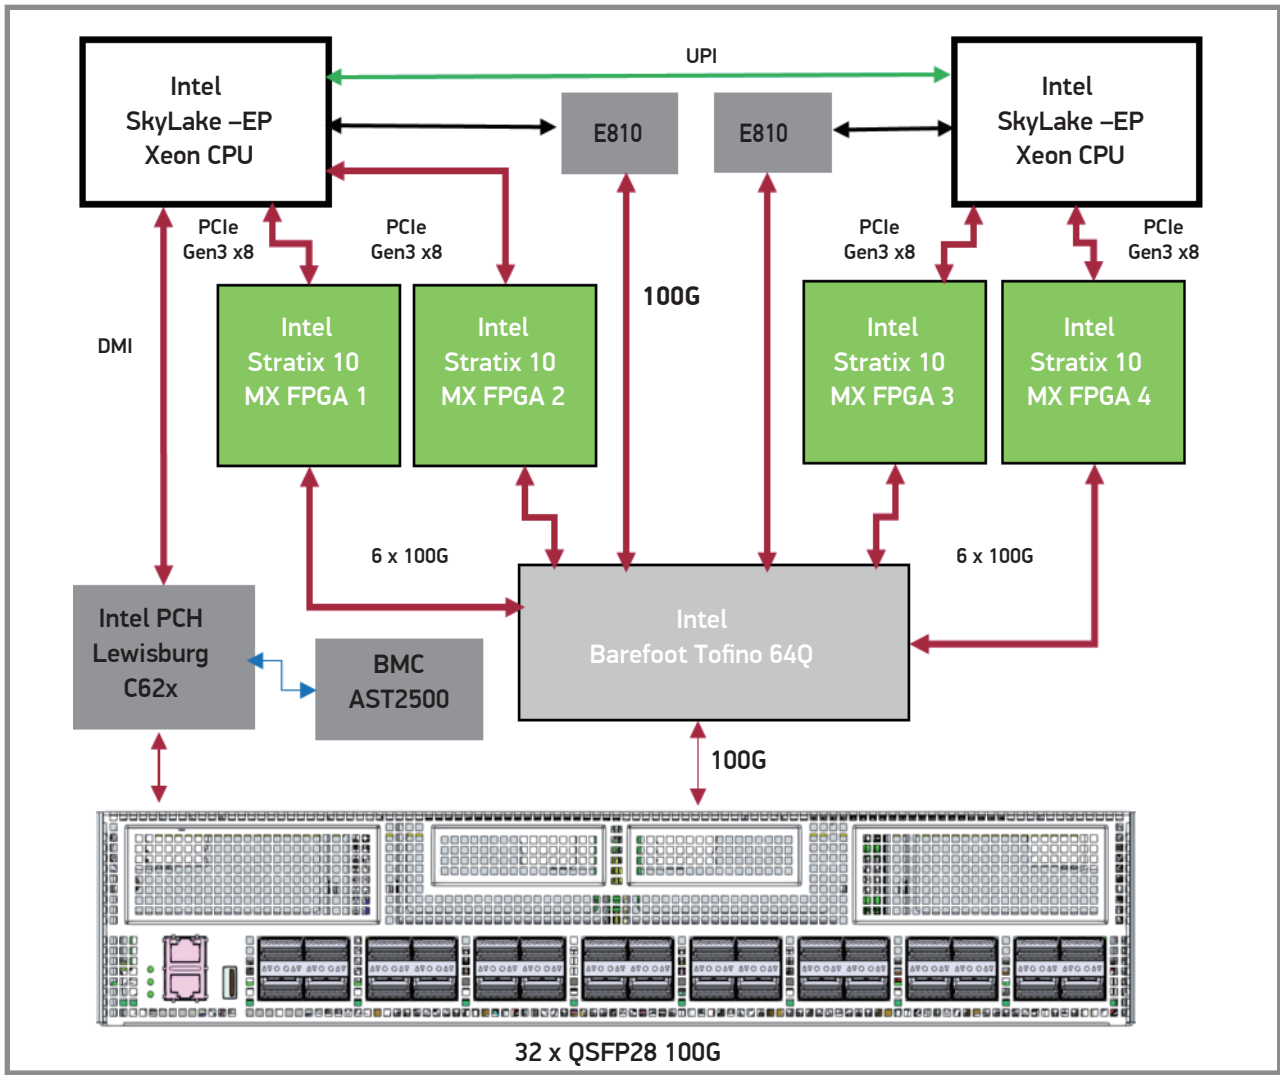 UPI
Intel
SkyLake –EP
Xeon CPU
E810
E810
Intel
SkyLake –EP
Xeon CPU
PCIe
Gen3 x8
PCIe
Gen3 x8
PCIe
Gen3 x8
PCIe
Gen3 x8
100G
DMI
Intel
Stratix 10
MX FPGA 1
Intel
Stratix 10
MX FPGA 2
Intel
Stratix 10
MX FPGA 3
Intel
Stratix 10
MX FPGA 4
6 x 100G
6 x 100G
Intel PCH
Lewisburg
C62x
BMC
AST2500
Intel
Barefoot Tofino 64Q
100G
32 x QSFP28 100G